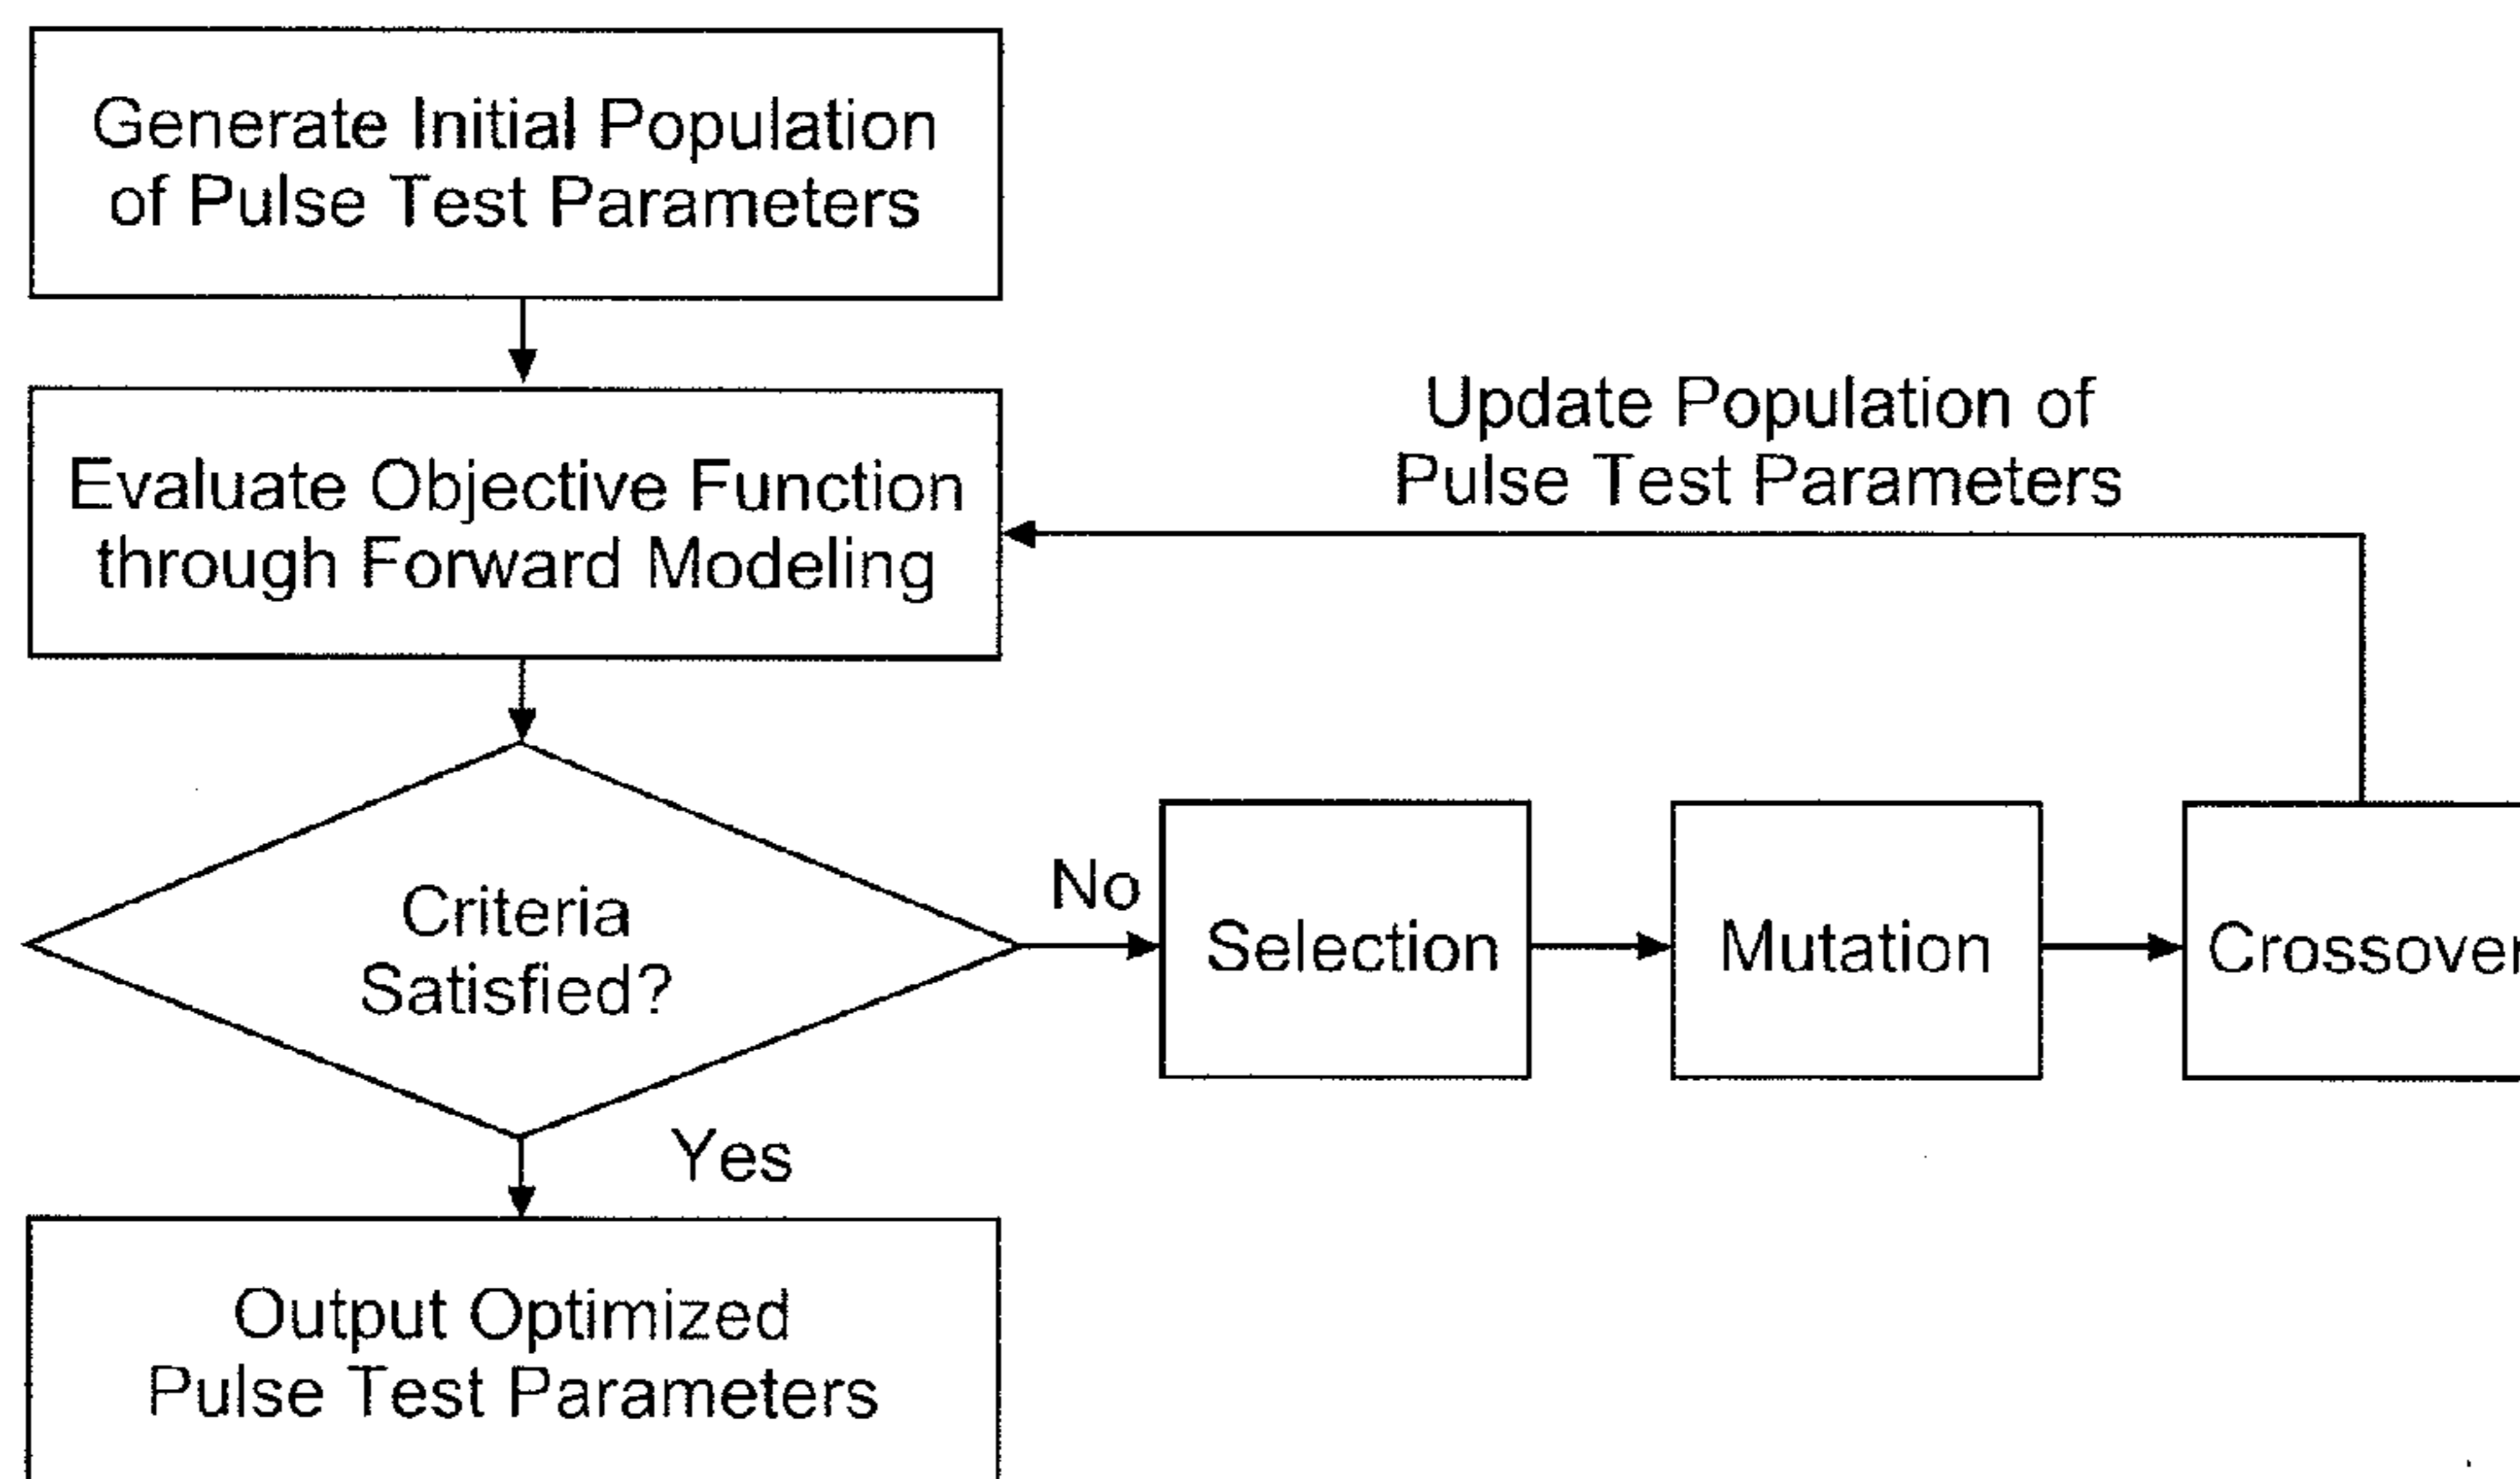 Generate Initial Population
of Pulse Test Parameters
Evaluate Objective Function
through Forward Modeling
Update Population of
Pulse Test Parameters
Criteria
Satisfied?
No
Selection
Mutation
Crossover
Yes
Output Optimized
Pulse Test Parameters